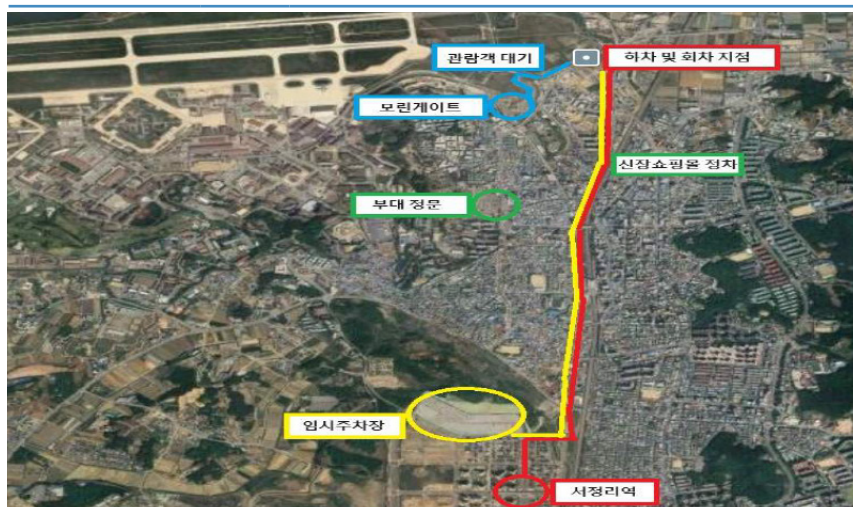 관람객 대기
하차 및 회차 지점
모린게이트
신장쇼핑몰 정차
부대 정문
임시주차장
서정리역